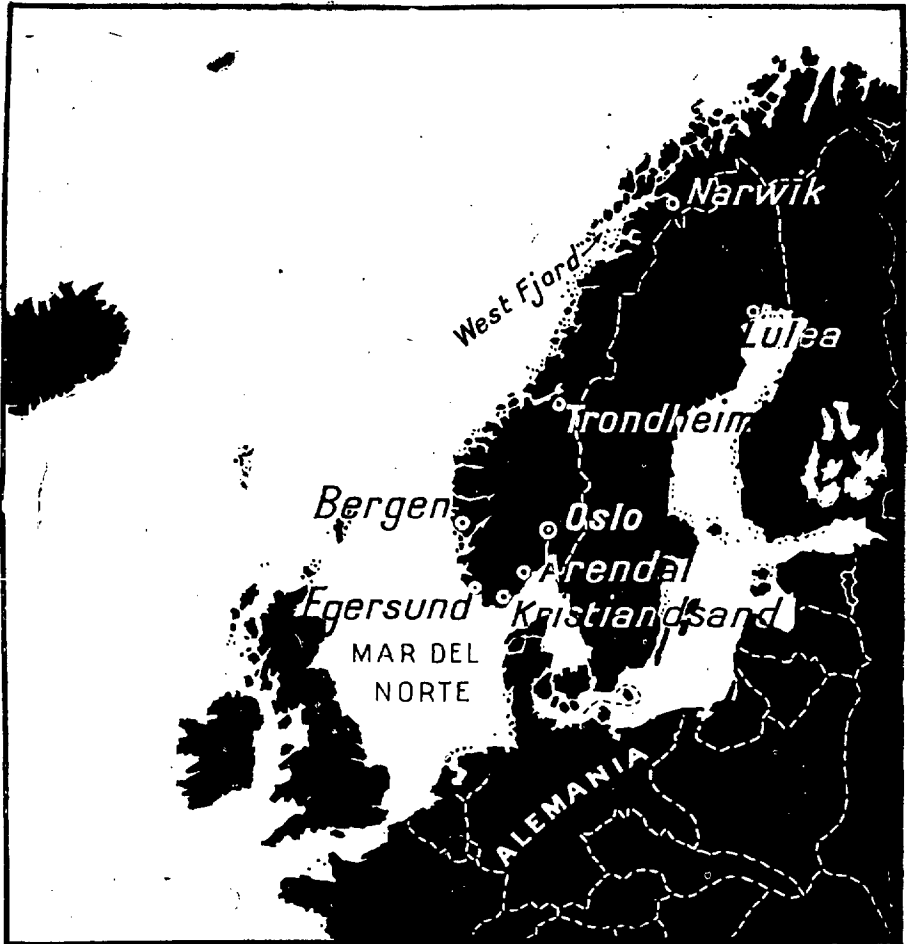 Narwik
West Fjord
Lulea
Trondheim
Bergen
Oslo
Arendal
Egersund
Kristiandsand
MAR DEL
NORTE
ALEMANIA